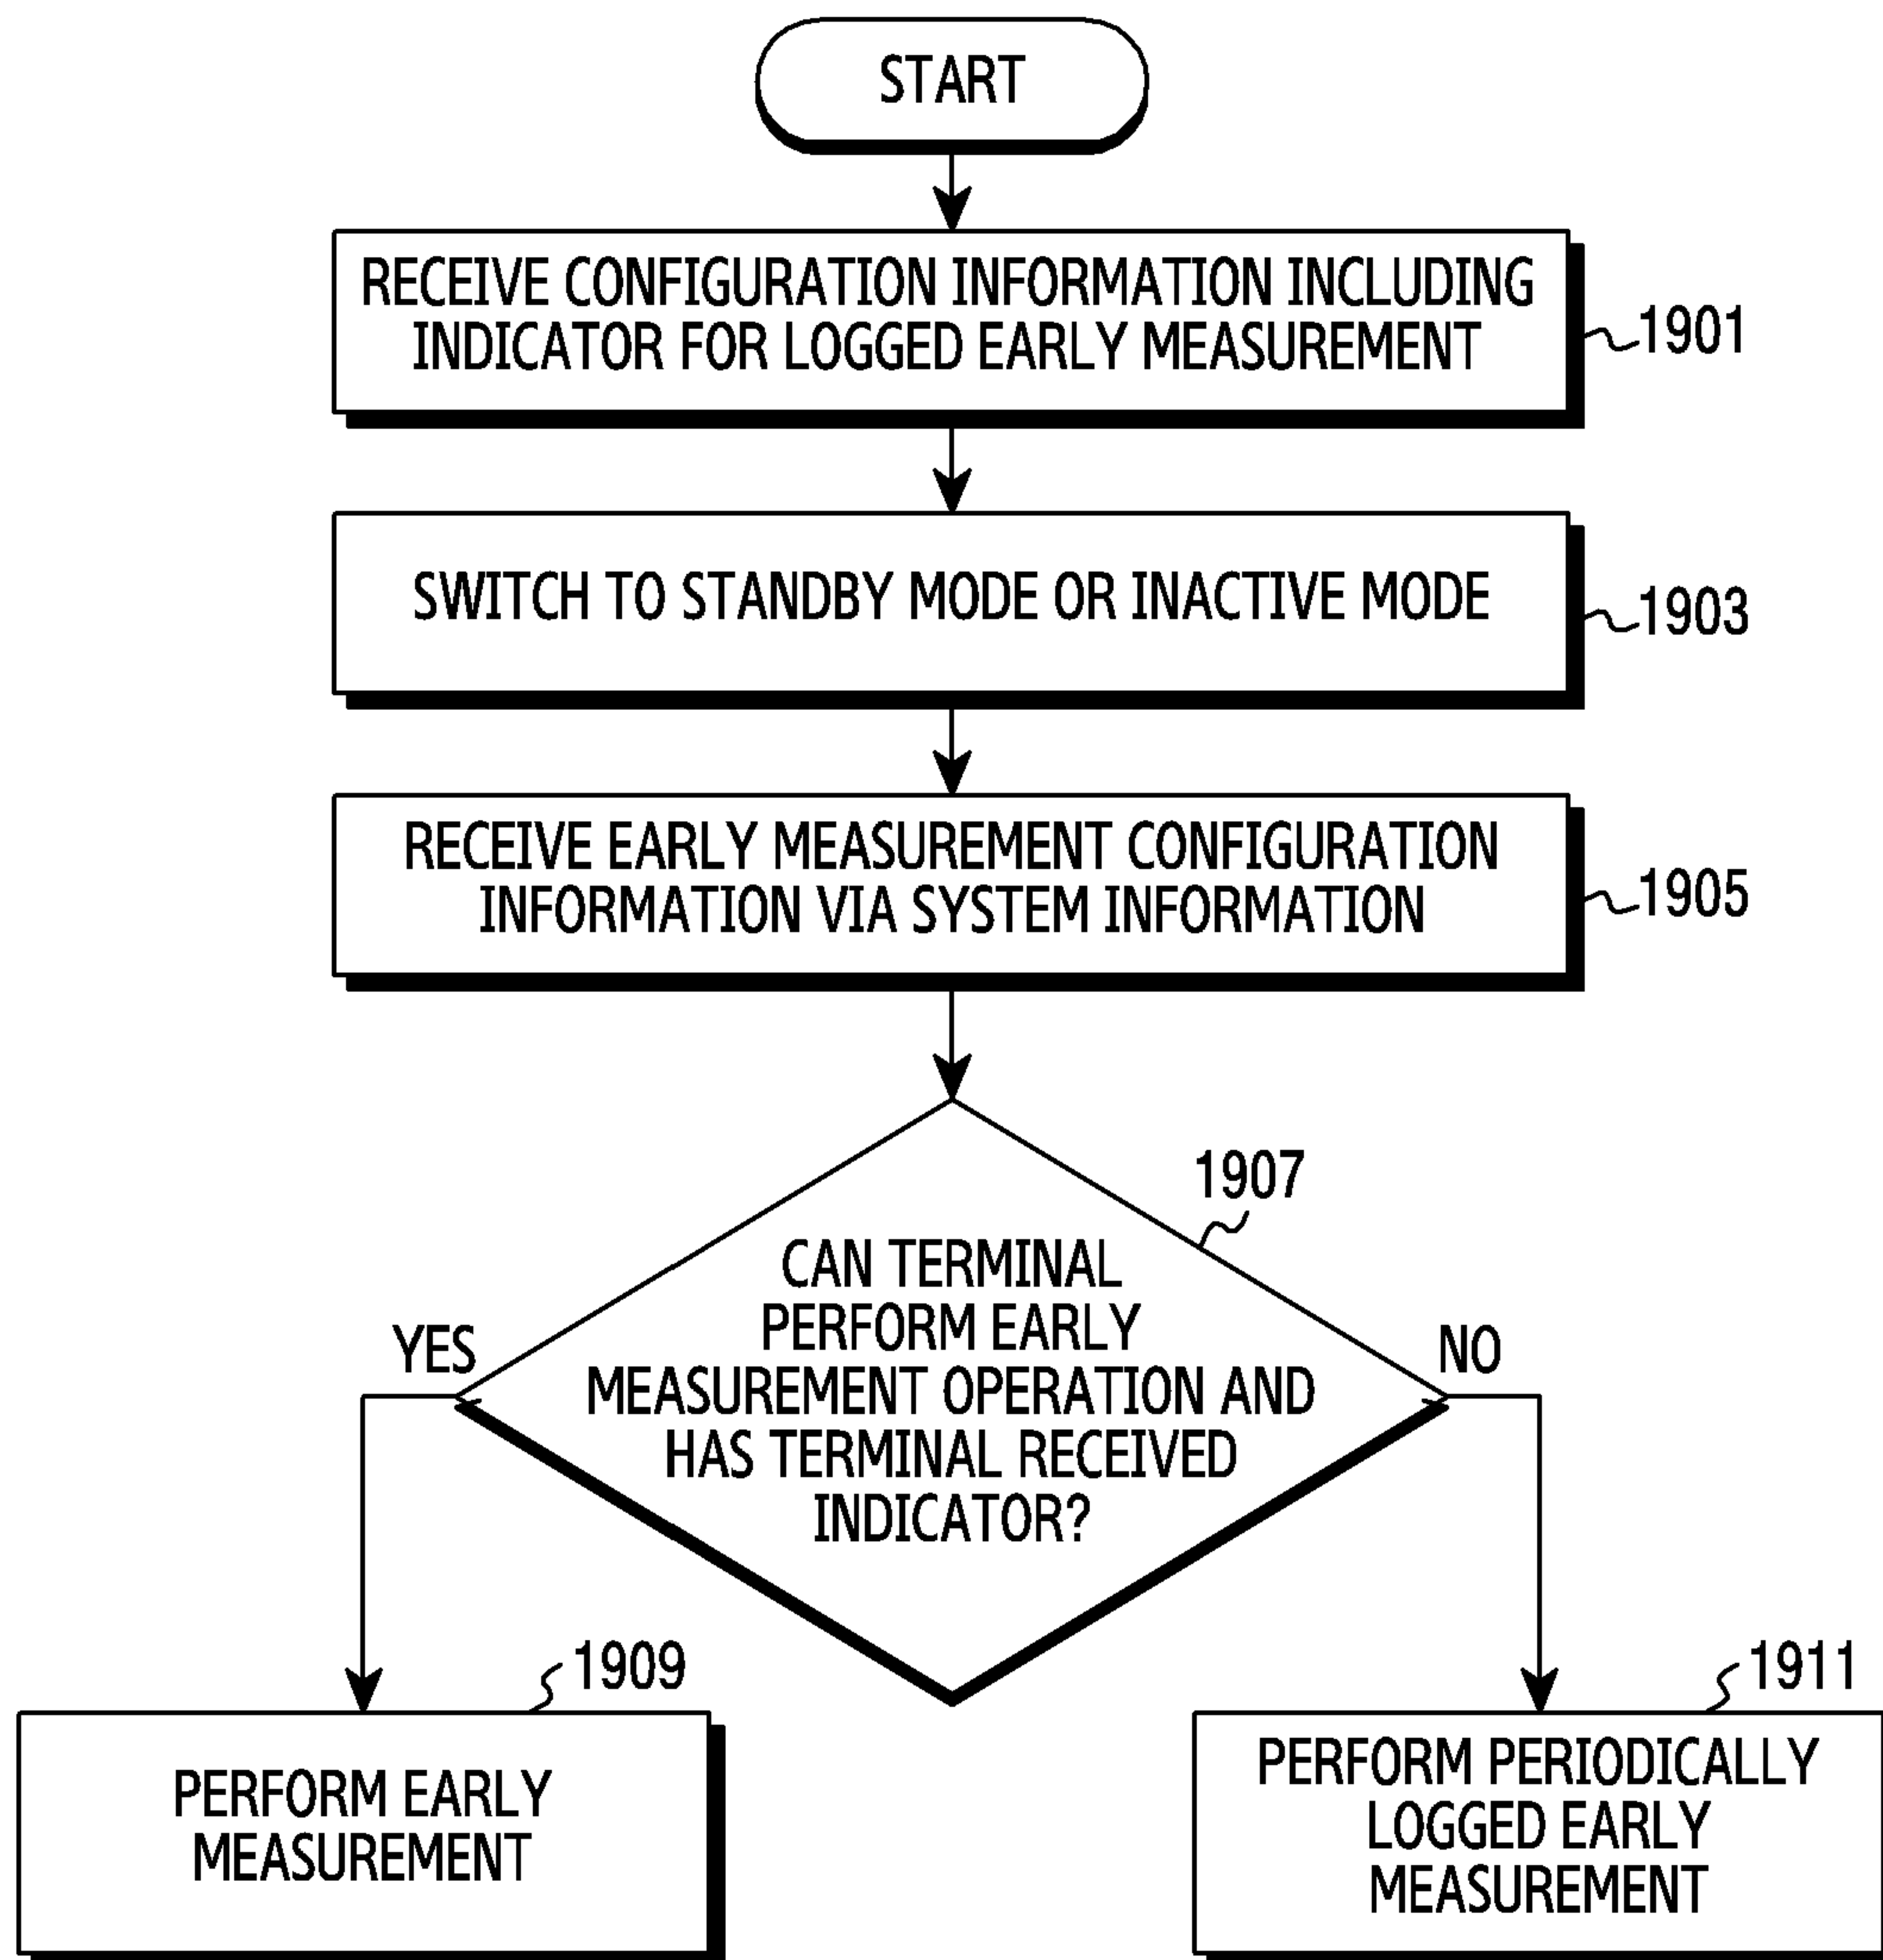 START
RECEIVE CONFIGURATION INFORMATION INCLUDING
INDICATOR FOR LOGGED EARLY MEASUREMENT
1901
SWITCH TO STANDBY MODE OR INACTIVE MODE
1903
RECEIVE EARLY MEASUREMENT CONFIGURATION
INFORMATION VIA SYSTEM INFORMATION
1905
1907
CAN TERMINAL
PERFORM EARLY
MEASUREMENT OPERATION AND
HAS TERMINAL RECEIVED
INDICATOR?
YES
NO
1909
PERFORM EARLY
MEASUREMENT
1911
PERFORM PERIODICALLY
LOGGED EARLY
MEASUREMENT